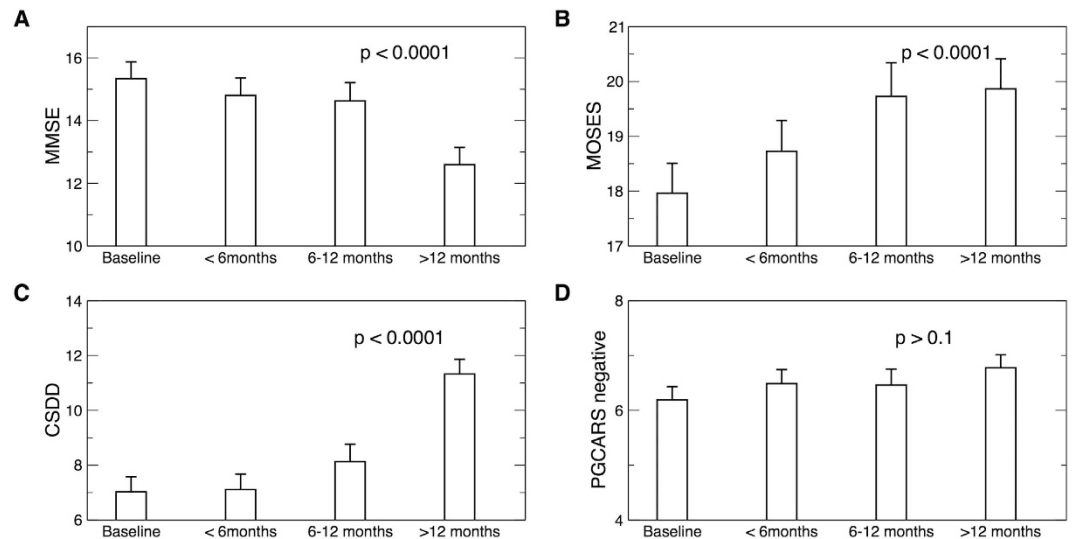 A
MMSE
16
14
12
10
p < 0.0001
Baseline
< 6months
6-12 months
>12 months
B
MOSES
21
20
19
18
17
p < 0.0001
Baseline
< 6months
6-12 months
>12 months
C
CSDD
14
12
10
8
6
p < 0.0001
Baseline
< 6months
6-12 months
>12 months
D
PGCARS negative
8
6
4
p > 0.1
Baseline
< 6months
6-12 months
>12 months